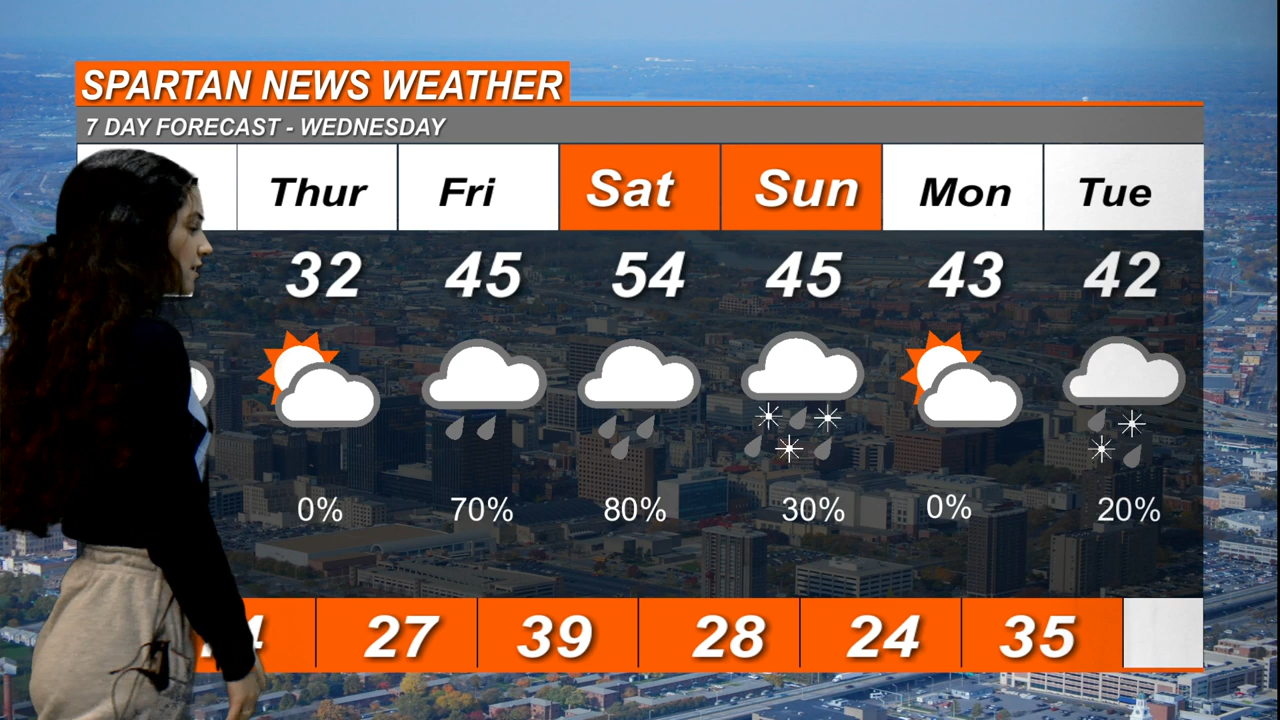 SPARTAN NEWS WEATHER
7 DAY FORECAST - WEDNESDAY
Thur Fri Sat Sun Mon Tue
32 45 54 45 43 42
0% 70% 80% 30% 0% 20%
4 27 39 28 24 35